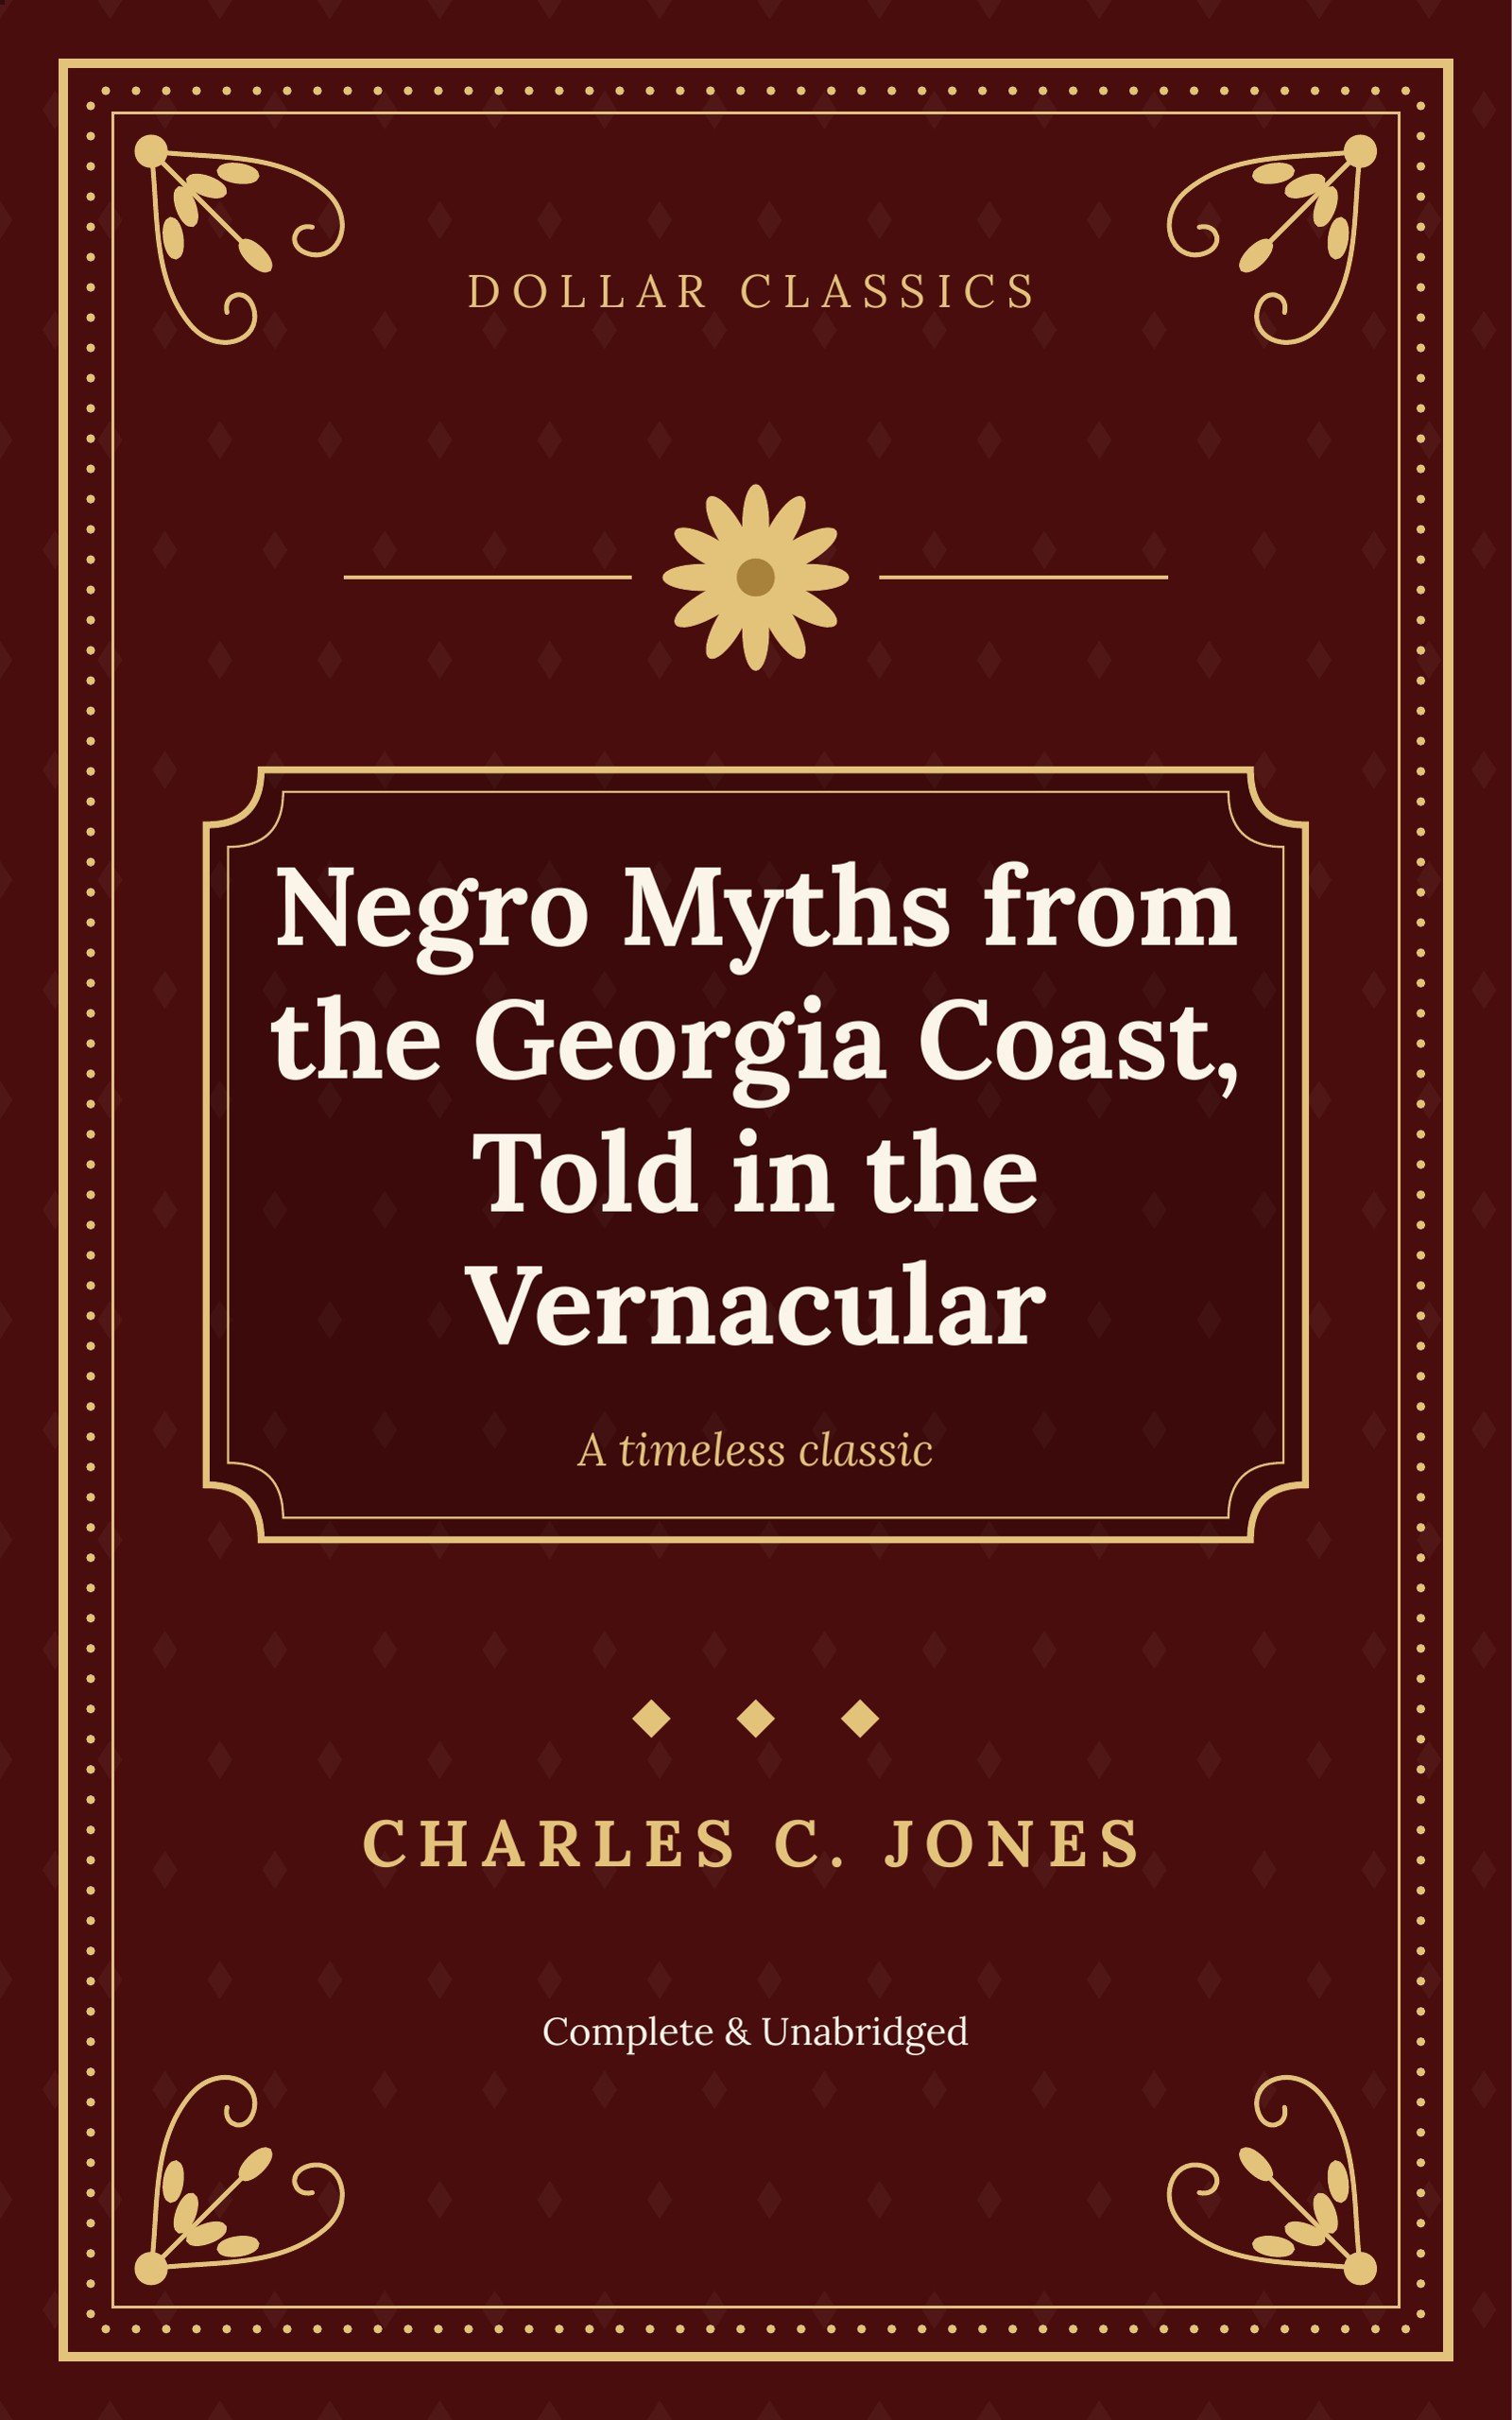 DOLLAR CLASSICS
Negro Myths from
the Georgia Coast,
Told in the
Vernacular
A timeless classic
CHARLES C. JONES
Complete & Unabridged